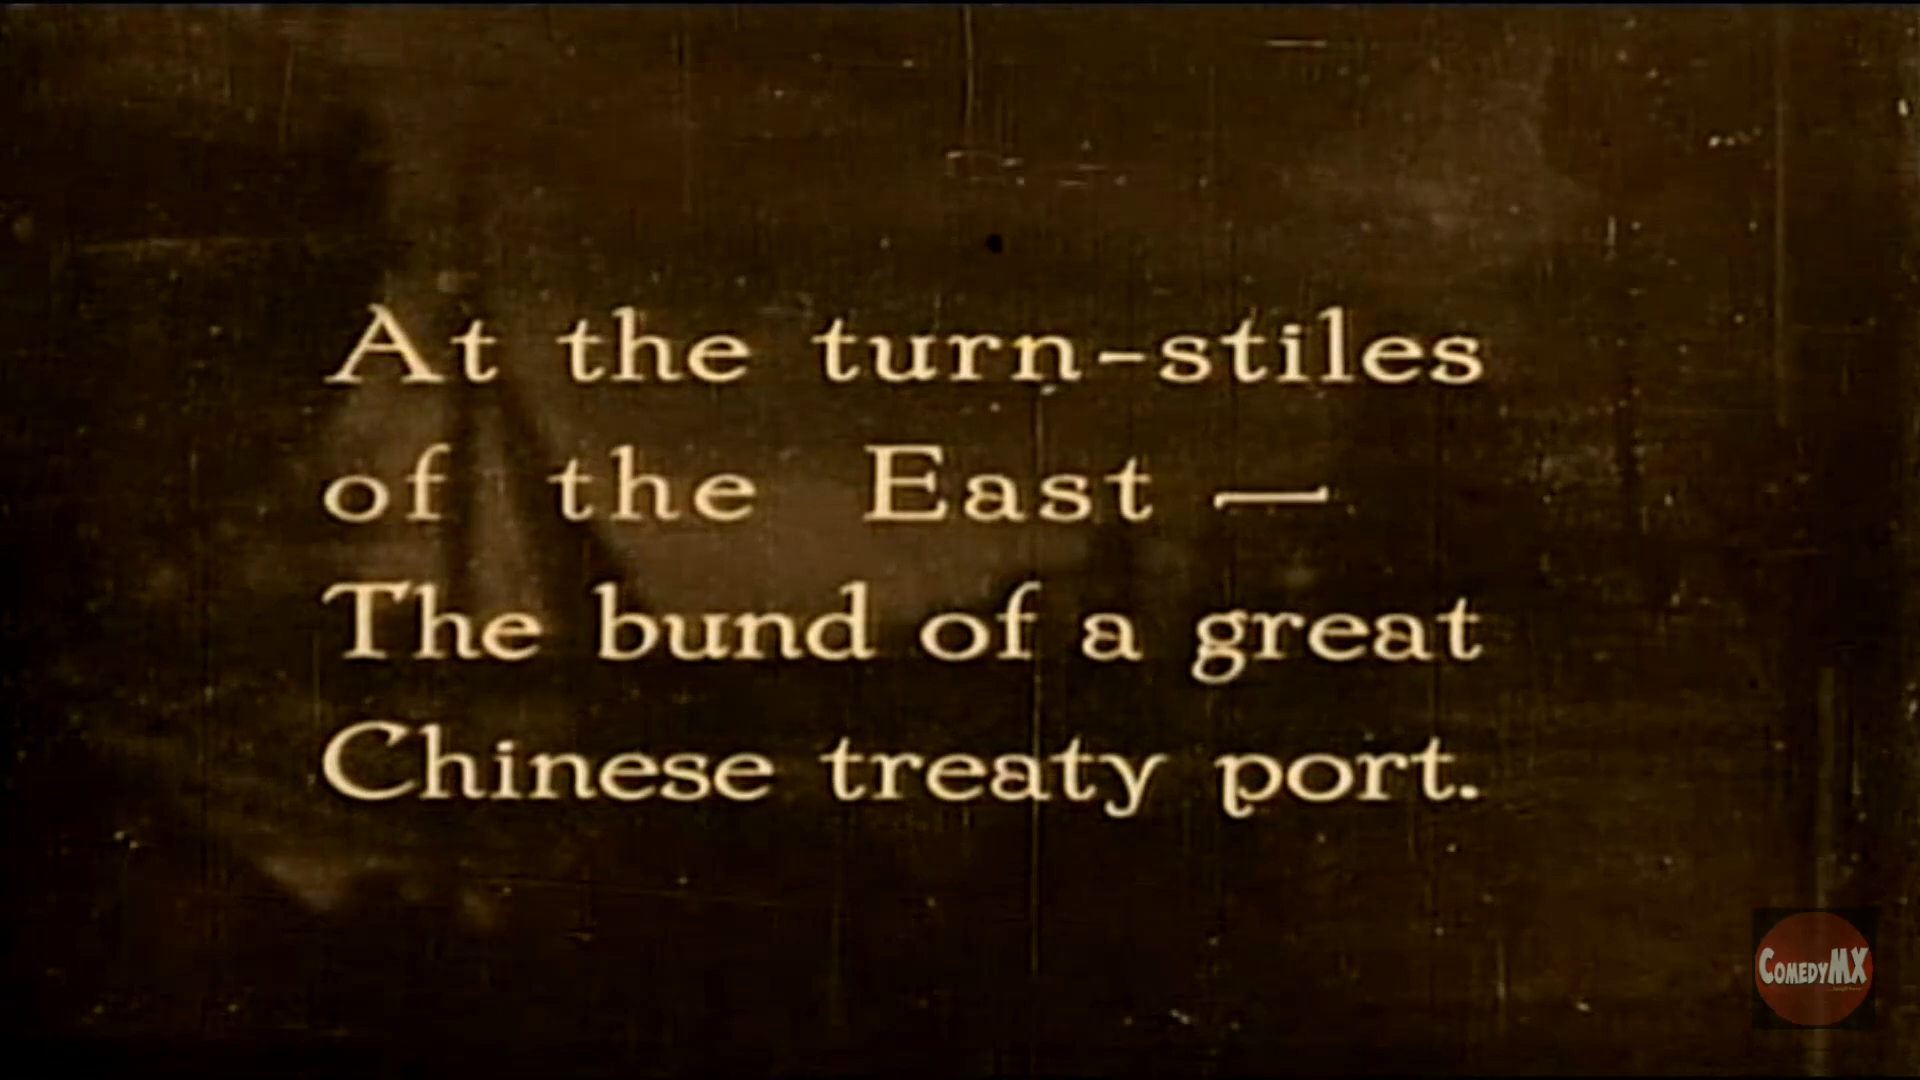 At the turn-stiles
of the East —
The bund of a great
Chinese treaty port.
COMEDYMX